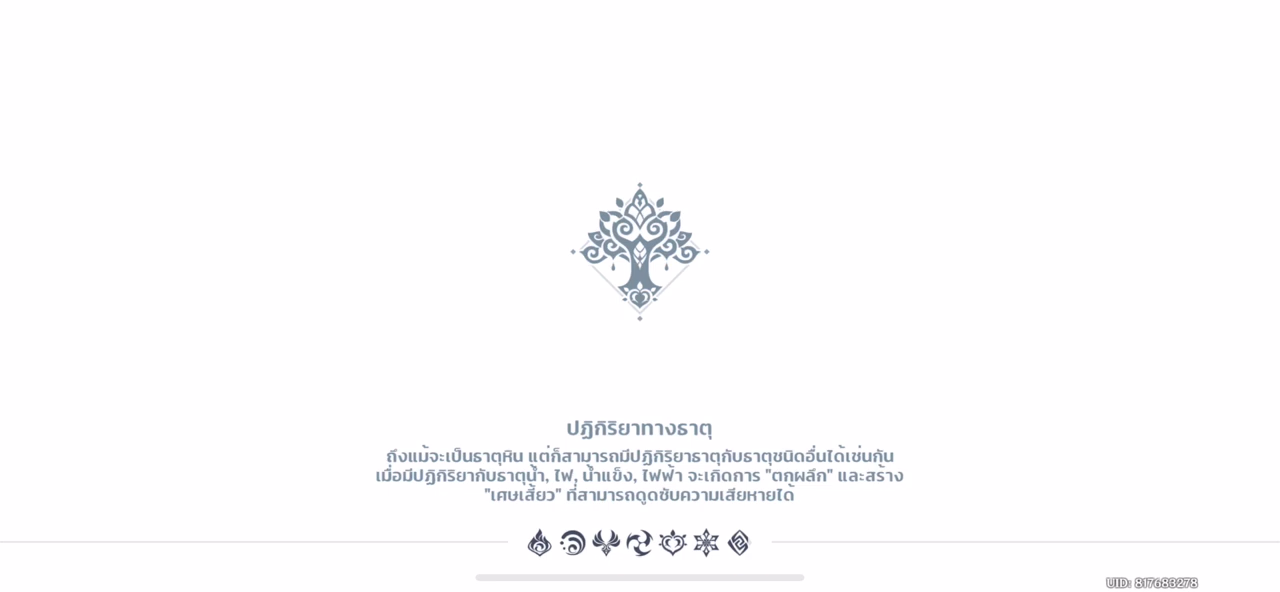 ปฏิกิริยาทางธาตุ
ถึงแม้จะเป็นธาตุหิน แต่ก็สามารถมีปฏิกิริยาธาตุกับธาตุชนิดอื่นได้เช่นกัน
เมื่อมีปฏิกิริยากับธาตุน้ำ, ไฟ, น้ำแข็ง, ไฟฟ้า จะเกิดการ "ตกผลึก" และสร้าง
"เศษเสี้ยว" ที่สามารถดูดซับความเสียหายได้
UID: 817683278